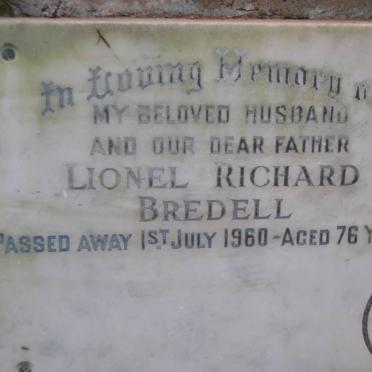 In Loving Memory o
MY BELOVED HUSBAND
AND OUR DEAR FATHER
LIONEL RICHARD
BREDELL
PASSED AWAY 1ST JULY 1960-AGED 76 Y